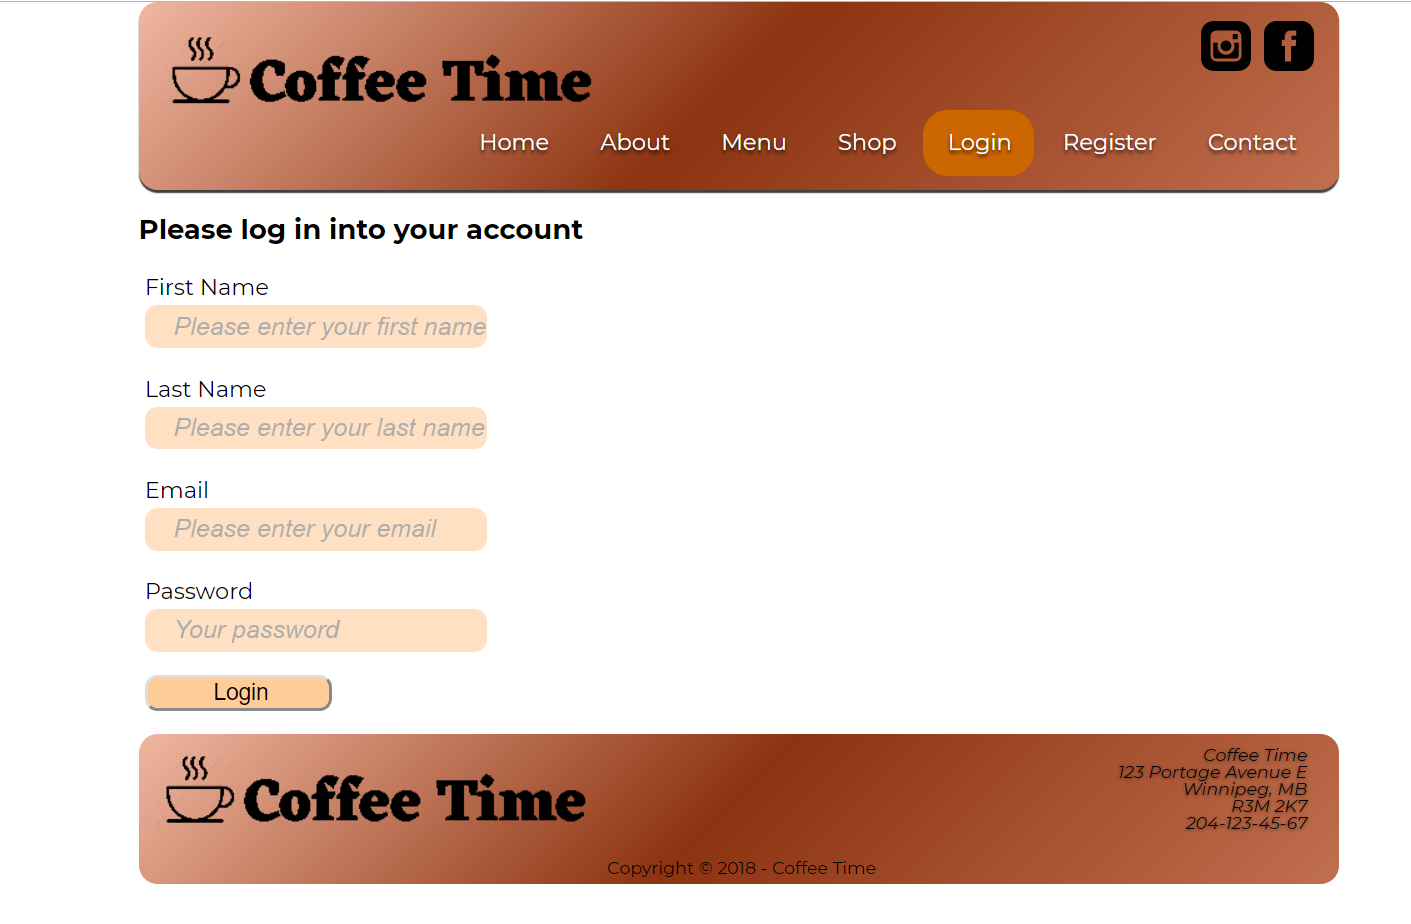 Coffee Time
Home About Menu Shop Login Register Contact
Please log in into your account
First Name
Please enter your first name
Last Name
Please enter your last name
Email
Please enter your email
Password
Your password
Login
Coffee Time
Coffee Time
123 Portage Avenue E
Winnipeg, MB
R3M 2K7
204-123-45-67
Copyright © 2018 - Coffee Time